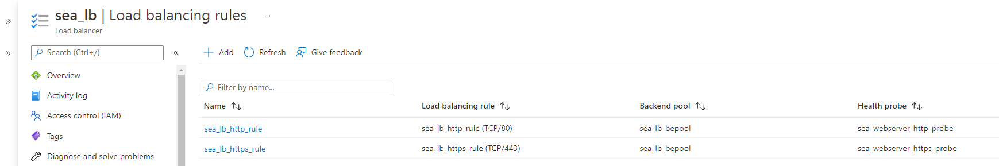 sea_lb | Load balancing rules ...
Load balancer
Search (Ctrl+/)
Overview
Activity log
Access control (IAM)
Tags
Diagnose and solve problems
Add Refresh Give feedback
Filter by name...
Name Load balancing rule Backend pool Health probe
sea_lb_http_rule sea_lb_http_rule (TCP/80) sea_lb_bepool sea_webserver_http_probe
sea_lb_https_rule sea_lb_https_rule (TCP/443) sea_lb_bepool sea_webserver_https_probe